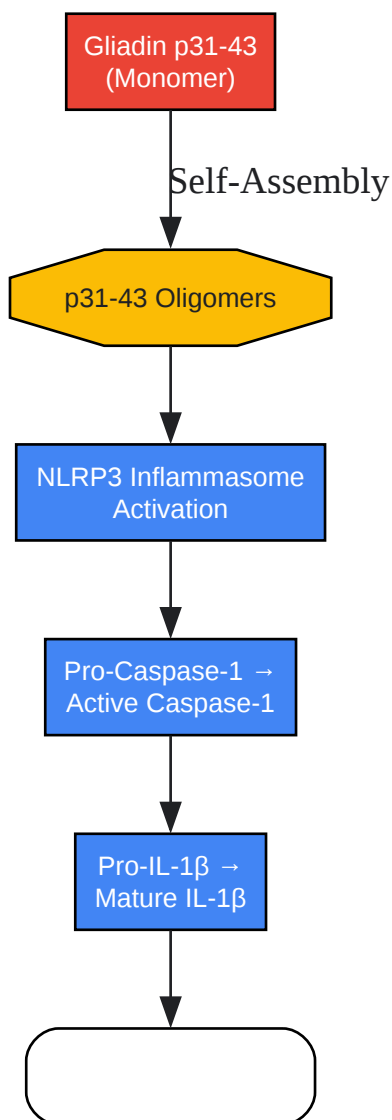 Gliadin p31-43
(Monomer)
Self-Assembly
p31-43 Oligomers
NLRP3 Inflammasome
Activation
Pro-Caspase-1 →
Active Caspase-1
Pro-IL-1β →
Mature IL-1β